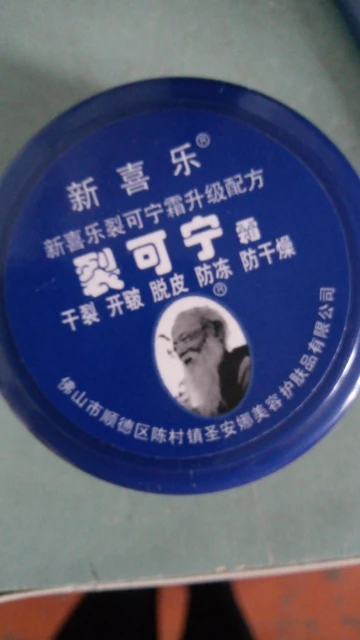 新喜乐®
新喜乐裂可宁霜升级配方
裂可宁霜
干裂 开皲 脱皮 防冻 防干燥
®
佛山市顺德区陈村镇圣安娜美容护肤品有限公司